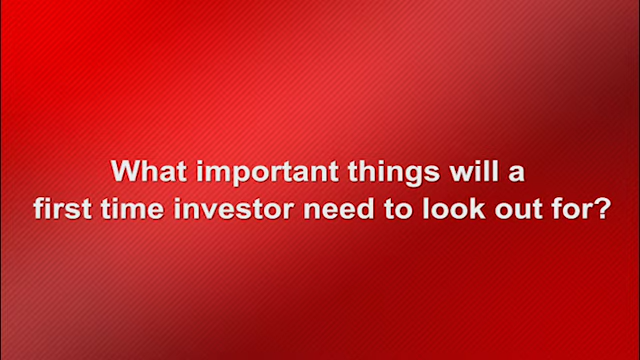 What important things will a
first time investor need to look out for?